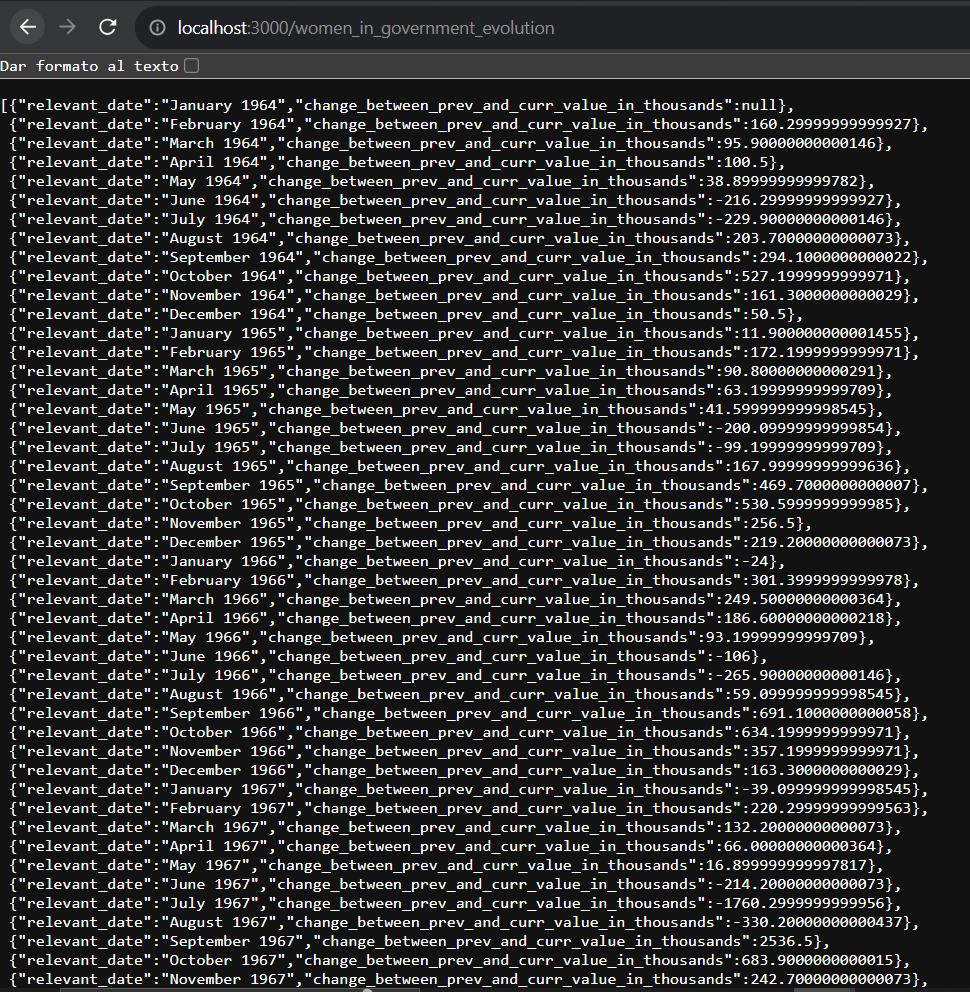 localhost:3000/women_in_government_evolution
Dar formato al texto
[{"relevant_date":"January 1964","change_between_prev_and_curr_value_in_thousands":null},
{"relevant_date":"February 1964","change_between_prev_and_curr_value_in_thousands":160.29999999999927},
{"relevant_date":"March 1964","change_between_prev_and_curr_value_in_thousands":95.90000000000146},
{"relevant_date":"April 1964","change_between_prev_and_curr_value_in_thousands":100.5},
{"relevant_date":"May 1964","change_between_prev_and_curr_value_in_thousands":38.89999999999782},
{"relevant_date":"June 1964","change_between_prev_and_curr_value_in_thousands":-216.29999999999927},
{"relevant_date":"July 1964","change_between_prev_and_curr_value_in_thousands":-229.90000000000146},
{"relevant_date":"August 1964","change_between_prev_and_curr_value_in_thousands":203.70000000000073},
{"relevant_date":"September 1964","change_between_prev_and_curr_value_in_thousands":294.1000000000022},
{"relevant_date":"October 1964","change_between_prev_and_curr_value_in_thousands":527.1999999999971},
{"relevant_date":"November 1964","change_between_prev_and_curr_value_in_thousands":161.3000000000029},
{"relevant_date":"December 1964","change_between_prev_and_curr_value_in_thousands":50.5},
{"relevant_date":"January 1965","change_between_prev_and_curr_value_in_thousands":11.900000000001455},
{"relevant_date":"February 1965","change_between_prev_and_curr_value_in_thousands":172.1999999999971},
{"relevant_date":"March 1965","change_between_prev_and_curr_value_in_thousands":90.80000000000291},
{"relevant_date":"April 1965","change_between_prev_and_curr_value_in_thousands":63.19999999999709},
{"relevant_date":"May 1965","change_between_prev_and_curr_value_in_thousands":41.599999999998545},
{"relevant_date":"June 1965","change_between_prev_and_curr_value_in_thousands":-200.09999999999854},
{"relevant_date":"July 1965","change_between_prev_and_curr_value_in_thousands":-99.19999999999709},
{"relevant_date":"August 1965","change_between_prev_and_curr_value_in_thousands":167.99999999999636},
{"relevant_date":"September 1965","change_between_prev_and_curr_value_in_thousands":469.7000000000007},
{"relevant_date":"October 1965","change_between_prev_and_curr_value_in_thousands":530.5999999999985},
{"relevant_date":"November 1965","change_between_prev_and_curr_value_in_thousands":256.5},
{"relevant_date":"December 1965","change_between_prev_and_curr_value_in_thousands":219.20000000000073},
{"relevant_date":"January 1966","change_between_prev_and_curr_value_in_thousands":-24},
{"relevant_date":"February 1966","change_between_prev_and_curr_value_in_thousands":301.3999999999978},
{"relevant_date":"March 1966","change_between_prev_and_curr_value_in_thousands":249.50000000000364},
{"relevant_date":"April 1966","change_between_prev_and_curr_value_in_thousands":186.60000000000218},
{"relevant_date":"May 1966","change_between_prev_and_curr_value_in_thousands":93.19999999999709},
{"relevant_date":"June 1966","change_between_prev_and_curr_value_in_thousands":-106},
{"relevant_date":"July 1966","change_between_prev_and_curr_value_in_thousands":-265.90000000000146},
{"relevant_date":"August 1966","change_between_prev_and_curr_value_in_thousands":59.099999999998545},
{"relevant_date":"September 1966","change_between_prev_and_curr_value_in_thousands":691.1000000000058},
{"relevant_date":"October 1966","change_between_prev_and_curr_value_in_thousands":634.1999999999971},
{"relevant_date":"November 1966","change_between_prev_and_curr_value_in_thousands":357.1999999999971},
{"relevant_date":"December 1966","change_between_prev_and_curr_value_in_thousands":163.3000000000029},
{"relevant_date":"January 1967","change_between_prev_and_curr_value_in_thousands":-39.099999999998545},
{"relevant_date":"February 1967","change_between_prev_and_curr_value_in_thousands":220.29999999999563},
{"relevant_date":"March 1967","change_between_prev_and_curr_value_in_thousands":132.20000000000073},
{"relevant_date":"April 1967","change_between_prev_and_curr_value_in_thousands":66.00000000000364},
{"relevant_date":"May 1967","change_between_prev_and_curr_value_in_thousands":16.899999999997817},
{"relevant_date":"June 1967","change_between_prev_and_curr_value_in_thousands":-214.20000000000073},
{"relevant_date":"July 1967","change_between_prev_and_curr_value_in_thousands":-1760.2999999999956},
{"relevant_date":"August 1967","change_between_prev_and_curr_value_in_thousands":-330.20000000000437},
{"relevant_date":"September 1967","change_between_prev_and_curr_value_in_thousands":2536.5},
{"relevant_date":"October 1967","change_between_prev_and_curr_value_in_thousands":683.9000000000015},
{"relevant_date":"November 1967","change_between_prev_and_curr_value_in_thousands":242.70000000000073},